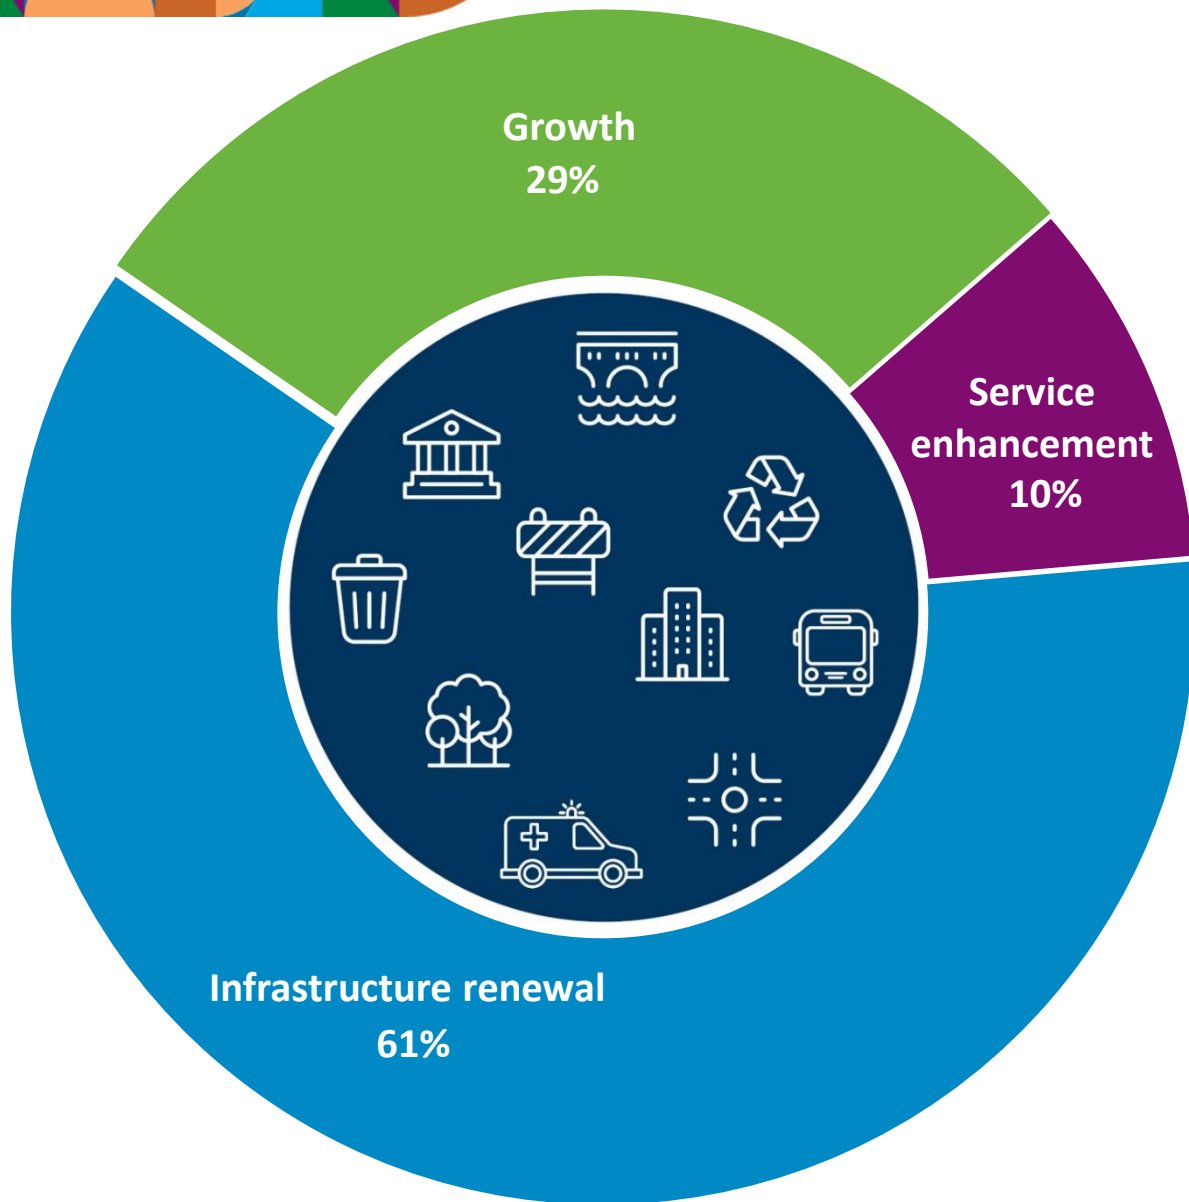 Growth
29%
Service
enhancement
10%
Infrastructure renewal
61%